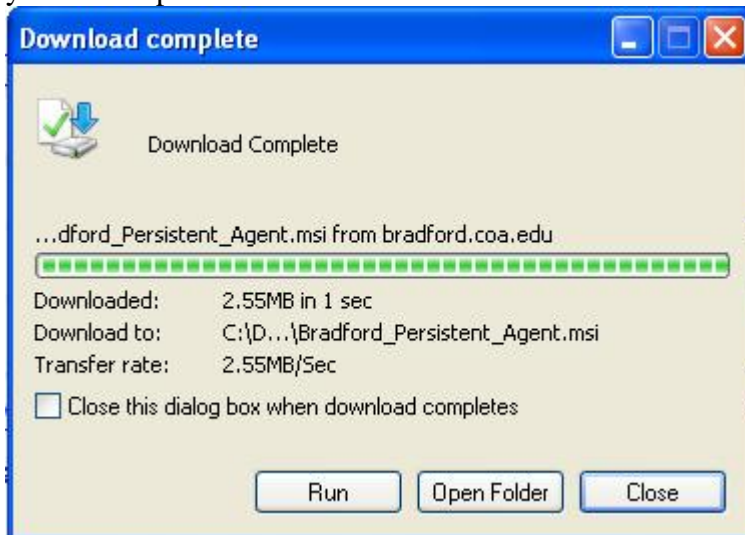 Download complete
Download Complete
...dford_Persistent_Agent.msi from bradford.coa.edu
Downloaded: 2.55MB in 1 sec
Download to: C:\D...\Bradford_Persistent_Agent.msi
Transfer rate: 2.55MB/Sec
Close this dialog box when download completes
Run Open Folder Close